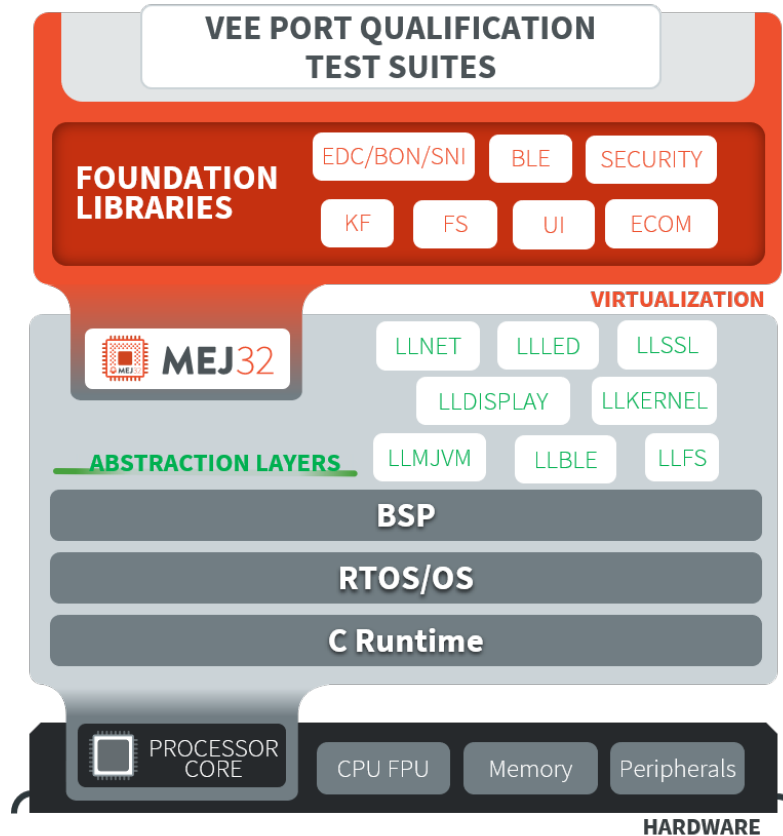 VEE PORT QUALIFICATION
TEST SUITES
FOUNDATION
LIBRARIES
EDC/BON/SNI
BLE
SECURITY
KF
FS
UI
ECOM
VIRTUALIZATION
MEJ32
MEJ32
LLNET
LLLED
LLSSL
LLDISPLAY
LLKERNEL
ABSTRACTION LAYERS
LLMJVM
LLBLE
LLFS
BSP
RTOS/OS
C Runtime
PROCESSOR
CORE
CPU FPU
Memory
Peripherals
HARDWARE